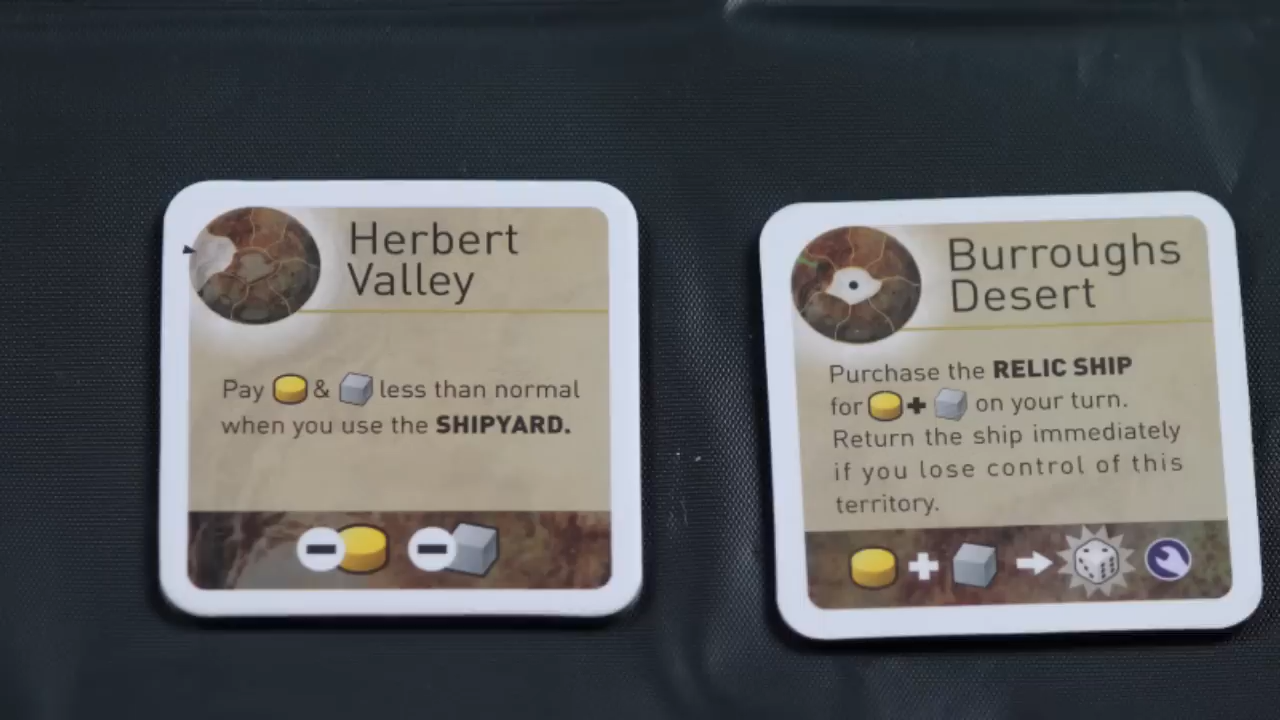 Herbert
Valley
Pay & less than normal
when you use the SHIPYARD.
Burroughs
Desert
Purchase the RELIC SHIP
for + on your turn.
Return the ship immediately
if you lose control of this
territory.